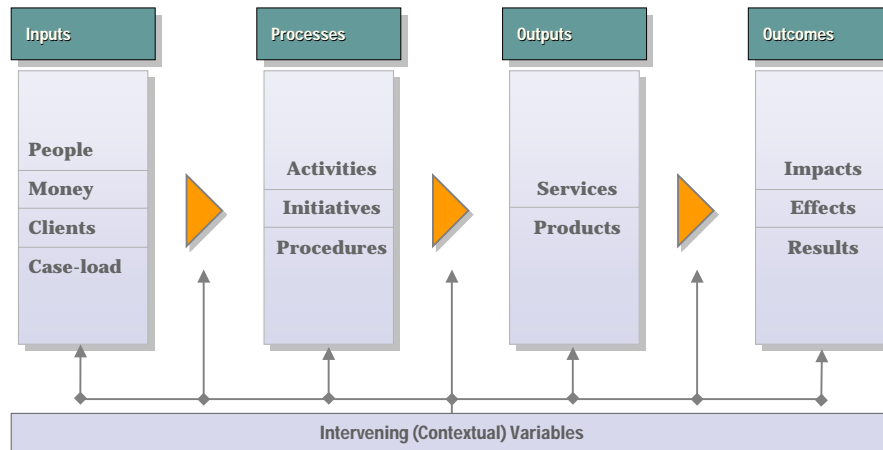 Inputs
Processes
Outputs
Outcomes
People
Money
Clients
Case-load
Activities
Initiatives
Procedures
Services
Products
Impacts
Effects
Results
Intervening (Contextual) Variables